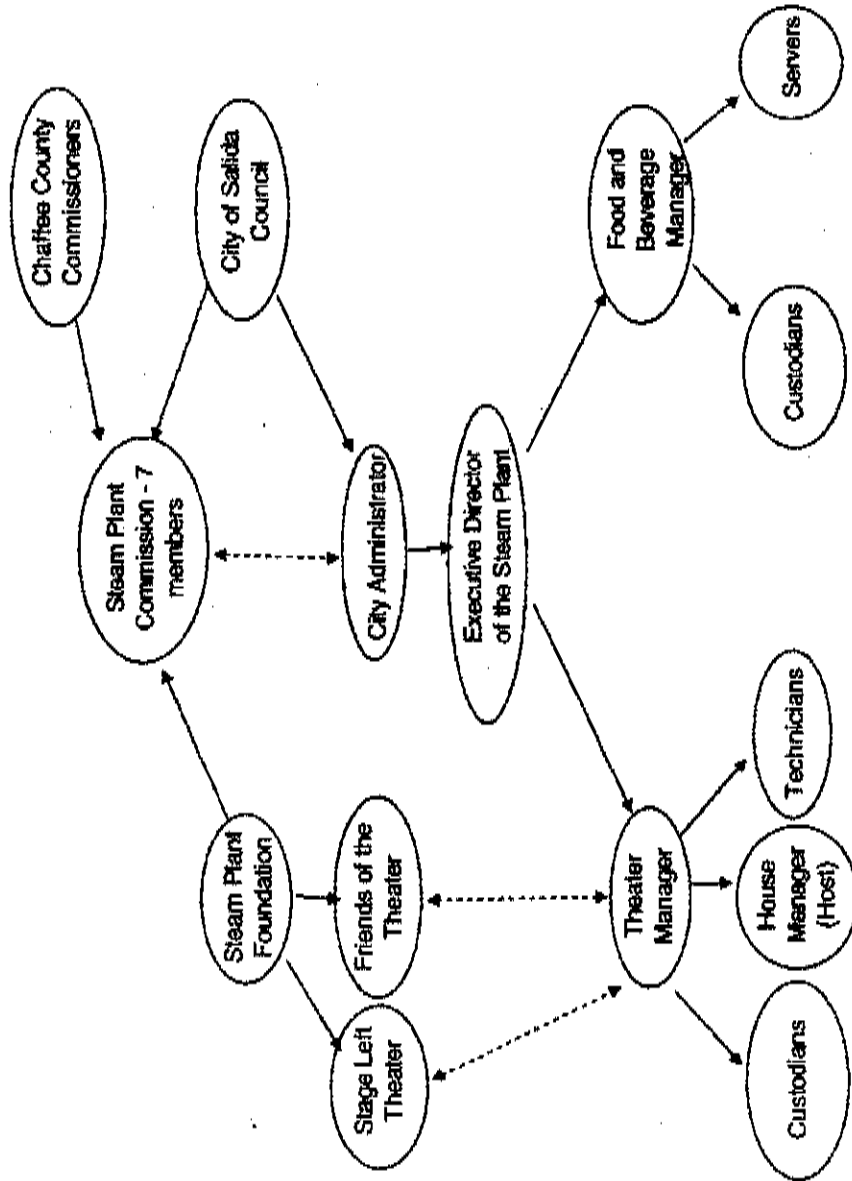 Chaffee County
Commissioners
Steam Plant
Commission - 7
members
City of Salida
Council
Steam Plant
Foundation
City Administrator
Stage Left
Theater
Friends of the
Theater
Executive Director
of the Steam Plant
Theater
Manager
Food and
Beverage
Manager
Custodians
House
Manager
(Host)
Technicians
Custodians
Servers